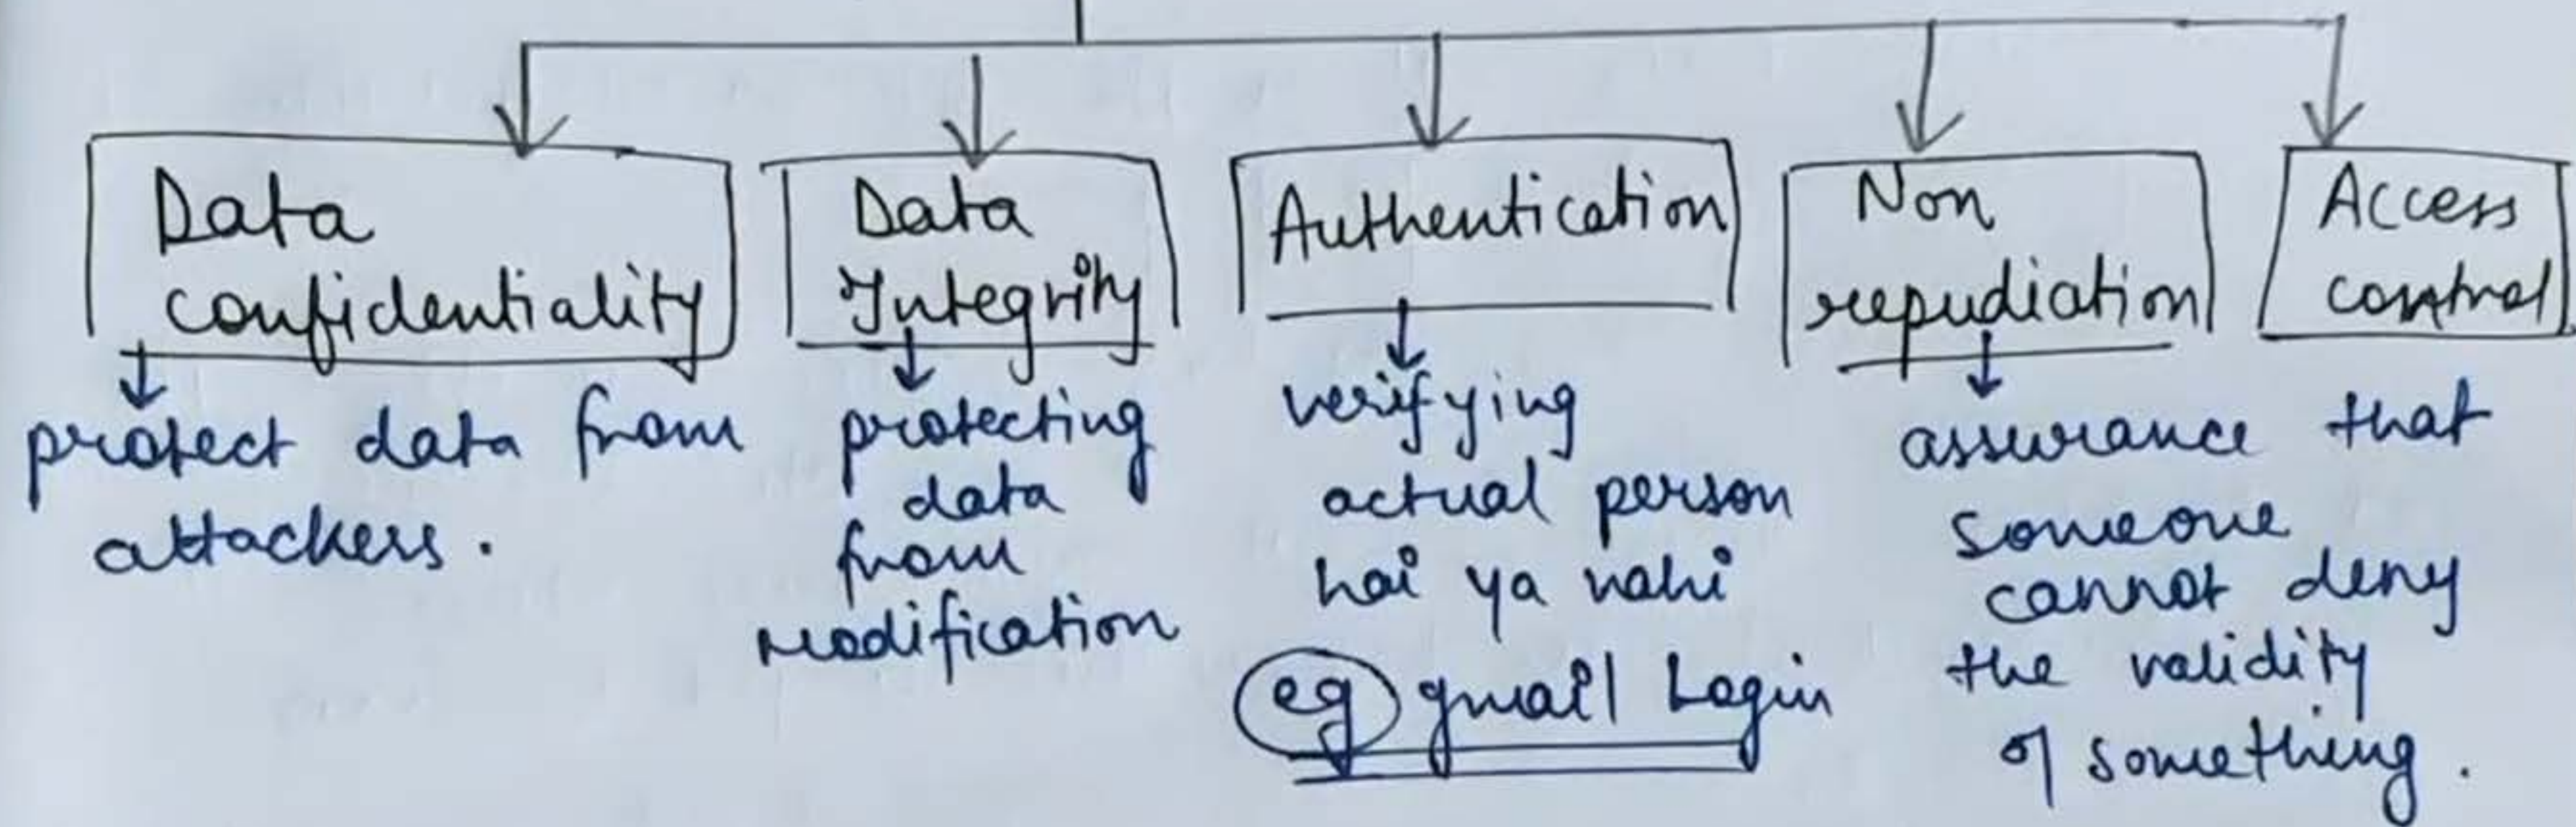 Data
confidentiality
protect data from
attackers.
Data
Integrity
protecting
data
from
modification
Authentication
verifying
actual person
hai ya nahi
eg gmail Login
Non
repudiation
assurance that
someone
cannot deny
the validity
of something.
Access
control